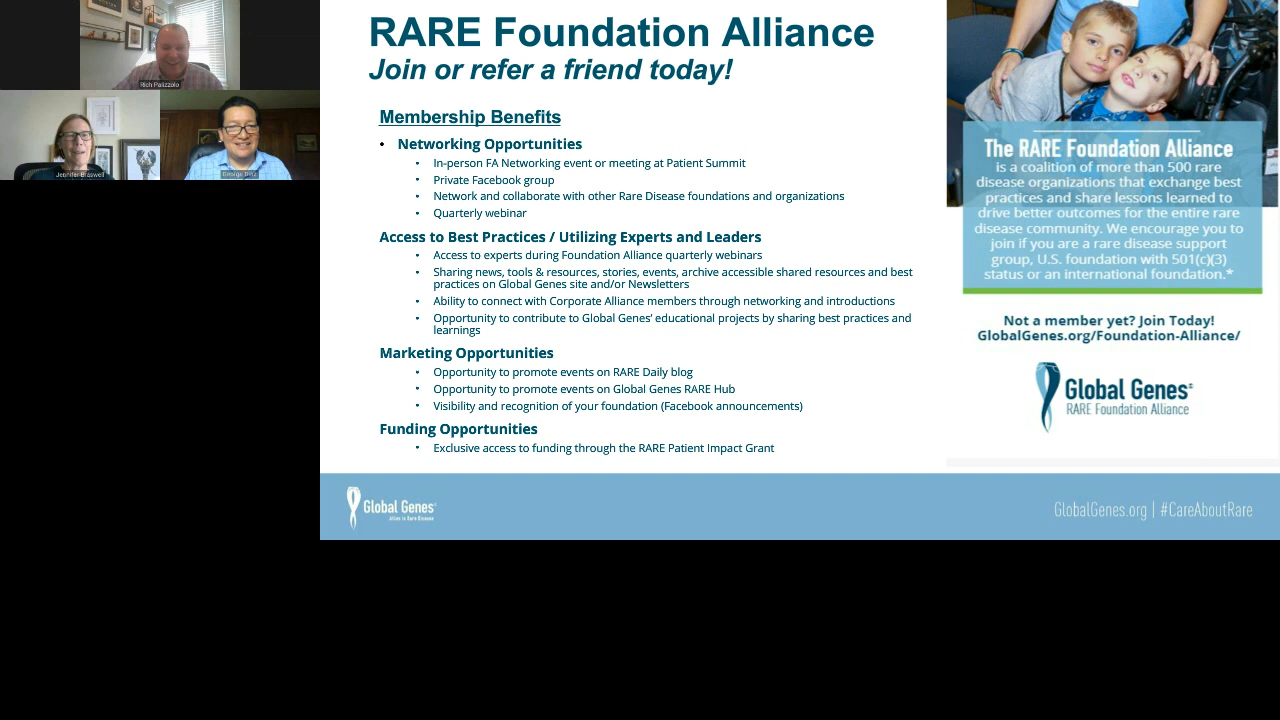 Rich Palizzolo
Jennifer Braswell
RARE Foundation Alliance
Join or refer a friend today!
Membership Benefits
• Networking Opportunities
• In-person FA Networking event or meeting at Patient Summit
• Private Facebook group
• Network and collaborate with other Rare Disease foundations and organizations
• Quarterly webinar
Access to Best Practices / Utilizing Experts and Leaders
• Access to experts during Foundation Alliance quarterly webinars
• Sharing news, tools & resources, stories, events, archive accessible shared resources and best
practices on Global Genes site and/or Newsletters
• Ability to connect with Corporate Alliance members through networking and introductions
• Opportunity to contribute to Global Genes' educational projects by sharing best practices and
learnings
Marketing Opportunities
• Opportunity to promote events on RARE Daily blog
• Opportunity to promote events on Global Genes RARE Hub
• Visibility and recognition of your foundation (Facebook announcements)
Funding Opportunities
• Exclusive access to funding through the RARE Patient Impact Grant
The RARE Foundation Alliance
is a coalition of more than 500 rare
disease organizations that exchange best
practices and share lessons learned to
drive better outcomes for the entire rare
disease community. We encourage you to
join if you are a rare disease support
group, U.S. foundation with 501(c)(3)
status or an international foundation.*
Not a member yet? Join Today!
GlobalGenes.org/Foundation-Alliance/
Global Genes®
RARE Foundation Alliance
Global Genes®
Allies in Rare Disease
GlobalGenes.org | #CareAboutRare